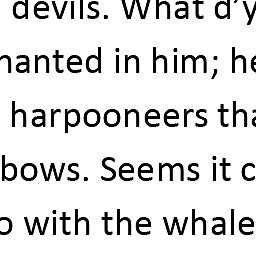 devils. What d’y
hanted in him; he
harpooneers tha
bows. Seems it c
o with the whale